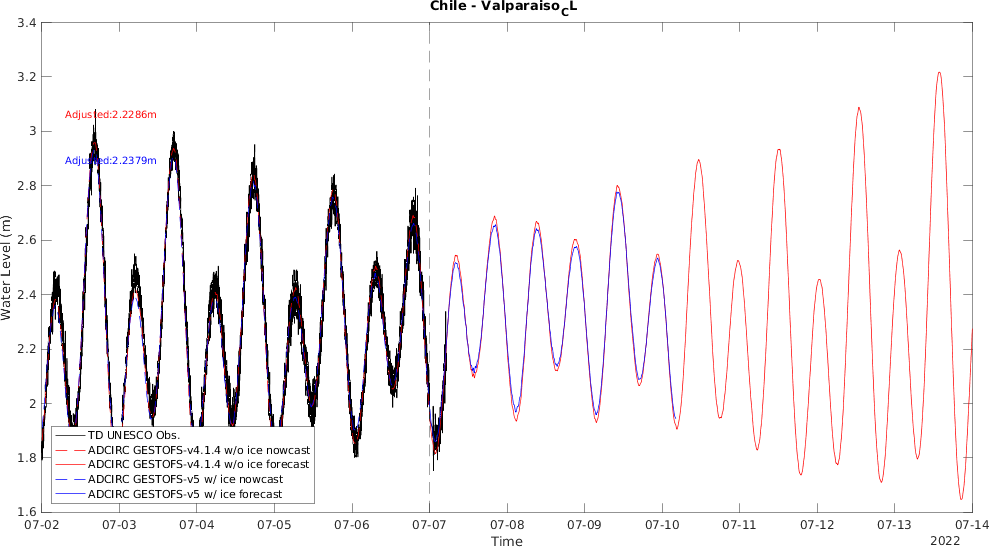 Chile - Valparaiso_CL
3.4
3.2
3
2.8
2.6
2.4
2.2
2
1.8
1.6
Water Level (m)
Adjusted:2.2286m
Adjusted:2.2379m
TD UNESCO Obs.
ADCIRC GESTOFS-v4.1.4 w/o ice nowcast
ADCIRC GESTOFS-v4.1.4 w/o ice forecast
ADCIRC GESTOFS-v5 w/ ice nowcast
ADCIRC GESTOFS-v5 w/ ice forecast
07-02 07-03 07-04 07-05 07-06 07-07 07-08 07-09 07-10 07-11 07-12 07-13 07-14
Time
2022